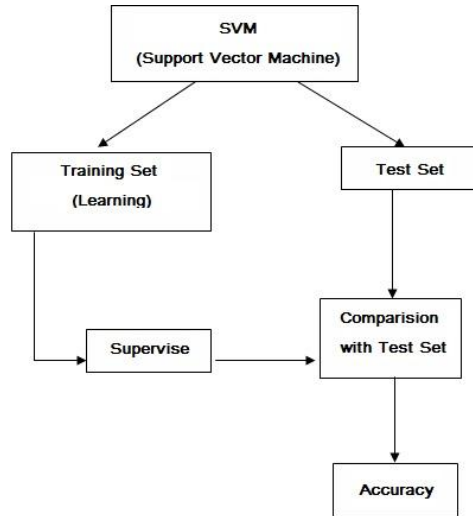 SVM
(Support Vector Machine)
Training Set
(Learning)
Test Set
Supervise
Comparision
with Test Set
Accuracy